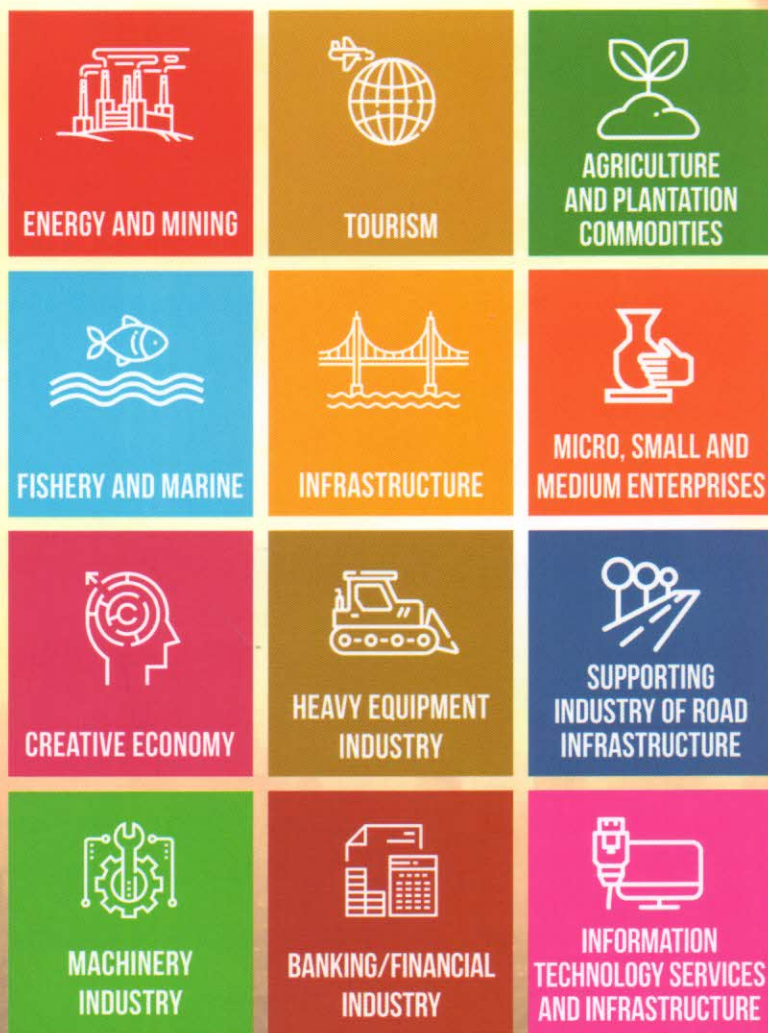 ENERGY AND MINING
TOURISM
AGRICULTURE
AND PLANTATION
COMMODITIES
FISHERY AND MARINE
INFRASTRUCTURE
MICRO, SMALL AND
MEDIUM ENTERPRISES
C
CREATIVE ECONOMY
HEAVY EQUIPMENT
INDUSTRY
SUPPORTING
INDUSTRY OF ROAD
INFRASTRUCTURE
MACHINERY
INDUSTRY
BANKING/FINANCIAL
INDUSTRY
INFORMATION
TECHNOLOGY SERVICES
AND INFRASTRUCTURE